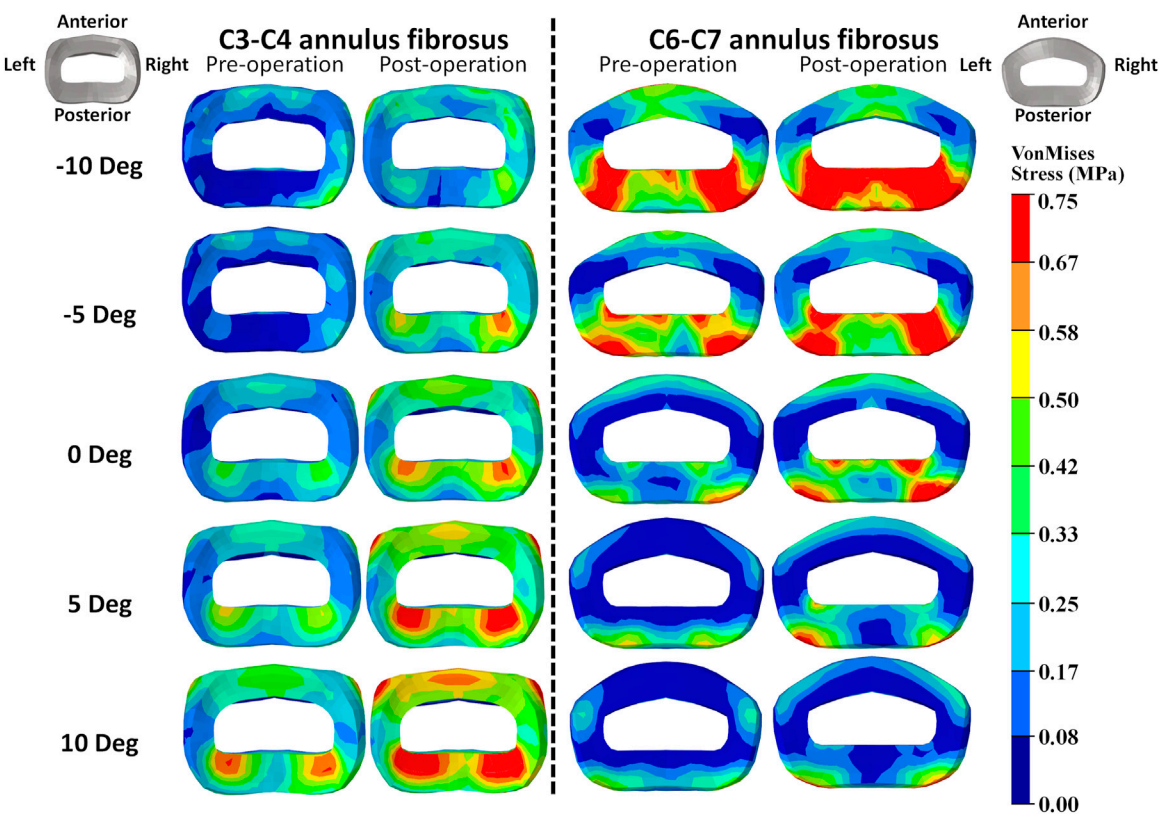 Anterior
Left
Right
Posterior
C3-C4 annulus fibrosus
Pre-operation
Post-operation
C6-C7 annulus fibrosus
Pre-operation
Post-operation
Anterior
Left
Right
Posterior
-10 Deg
-5 Deg
0 Deg
5 Deg
10 Deg
VonMises
Stress (MPa)
0.75
0.67
0.58
0.50
0.42
0.33
0.25
0.17
0.08
0.00